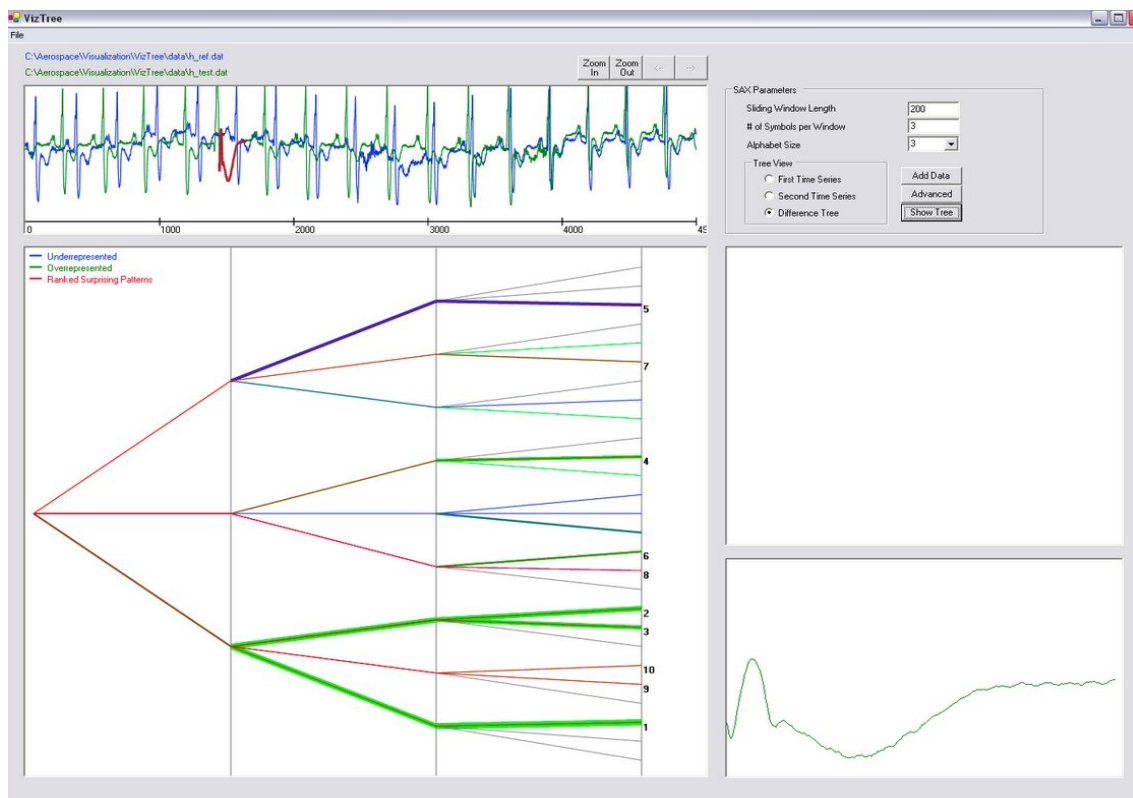 VizTree
File
C:\Aerospace\Visualization\VizTree\data\h_ref.dat
C:\Aerospace\Visualization\VizTree\data\h_test.dat
Zoom In
Zoom Out
<--
-->
0 1000 2000 3000 4000 49
SAX Parameters
Sliding Window Length 200
# of Symbols per Window 3
Alphabet Size 3
Tree View
First Time Series
Second Time Series
Difference Tree
Add Data
Advanced
Show Tree
Underrepresented
Overrepresented
Ranked Surprising Patterns
5
7
4
6
8
2
3
10
9
1